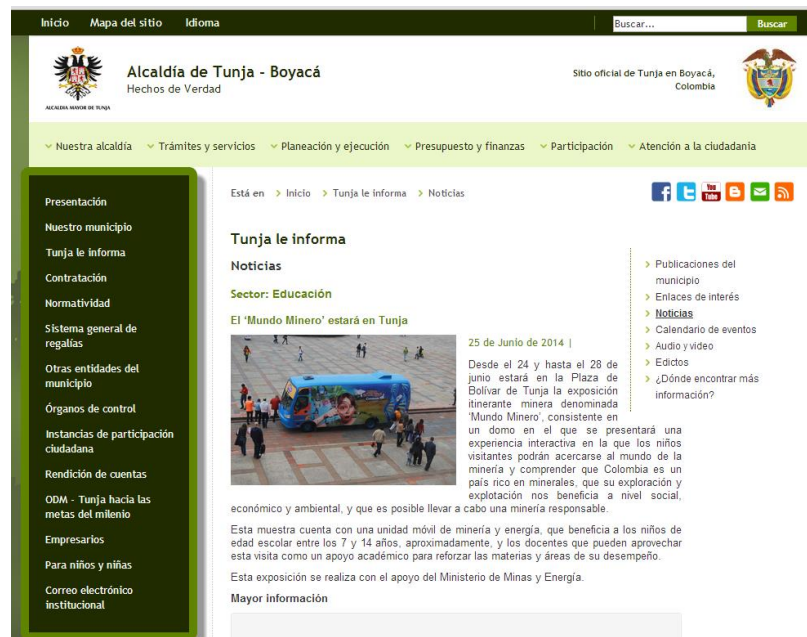 Inicio Mapa del sitio Idioma
Buscar... Buscar
ALCALDIA MAYOR DE TUNJA
Alcaldía de Tunja - Boyacá
Hechos de Verdad
Sitio oficial de Tunja en Boyacá,
Colombia
Nuestra alcaldía Trámites y servicios Planeación y ejecución Presupuesto y finanzas Participación Atención a la ciudadania
Presentación
Nuestro municipio
Tunja le informa
Contratación
Normatividad
Sistema general de
regalías
Otras entidades del
municipio
Órganos de control
Instancias de participación
ciudadana
Rendición de cuentas
ODM - Tunja hacia las
metas del milenio
Empresarios
Para niños y niñas
Correo electrónico
institucional
Está en > Inicio > Tunja le informa > Noticias
You
Tube
Tunja le informa
Noticias
Sector: Educación
El ‘Mundo Minero’ estará en Tunja
25 de Junio de 2014 |
Desde el 24 y hasta el 28 de
junio estará en la Plaza de
Bolívar de Tunja la exposición
itinerante minera denominada
‘Mundo Minero’, consistente en
un domo en el que se presentará una
experiencia interactiva en la que los niños
visitantes podrán acercarse al mundo de la
minería y comprender que Colombia es un
país rico en minerales, que su exploración y
explotación nos beneficia a nivel social,
económico y ambiental, y que es posible llevar a cabo una minería responsable.
Esta muestra cuenta con una unidad móvil de minería y energía, que beneficia a los niños de
edad escolar entre los 7 y 14 años, aproximadamente, y los docentes que pueden aprovechar
esta visita como un apoyo académico para reforzar las materias y áreas de su desempeño.
Esta exposición se realiza con el apoyo del Ministerio de Minas y Energía.
Mayor información
> Publicaciones del
municipio
> Enlaces de interés
> Noticias
> Calendario de eventos
> Audio y video
> Edictos
> ¿Dónde encontrar más
información?